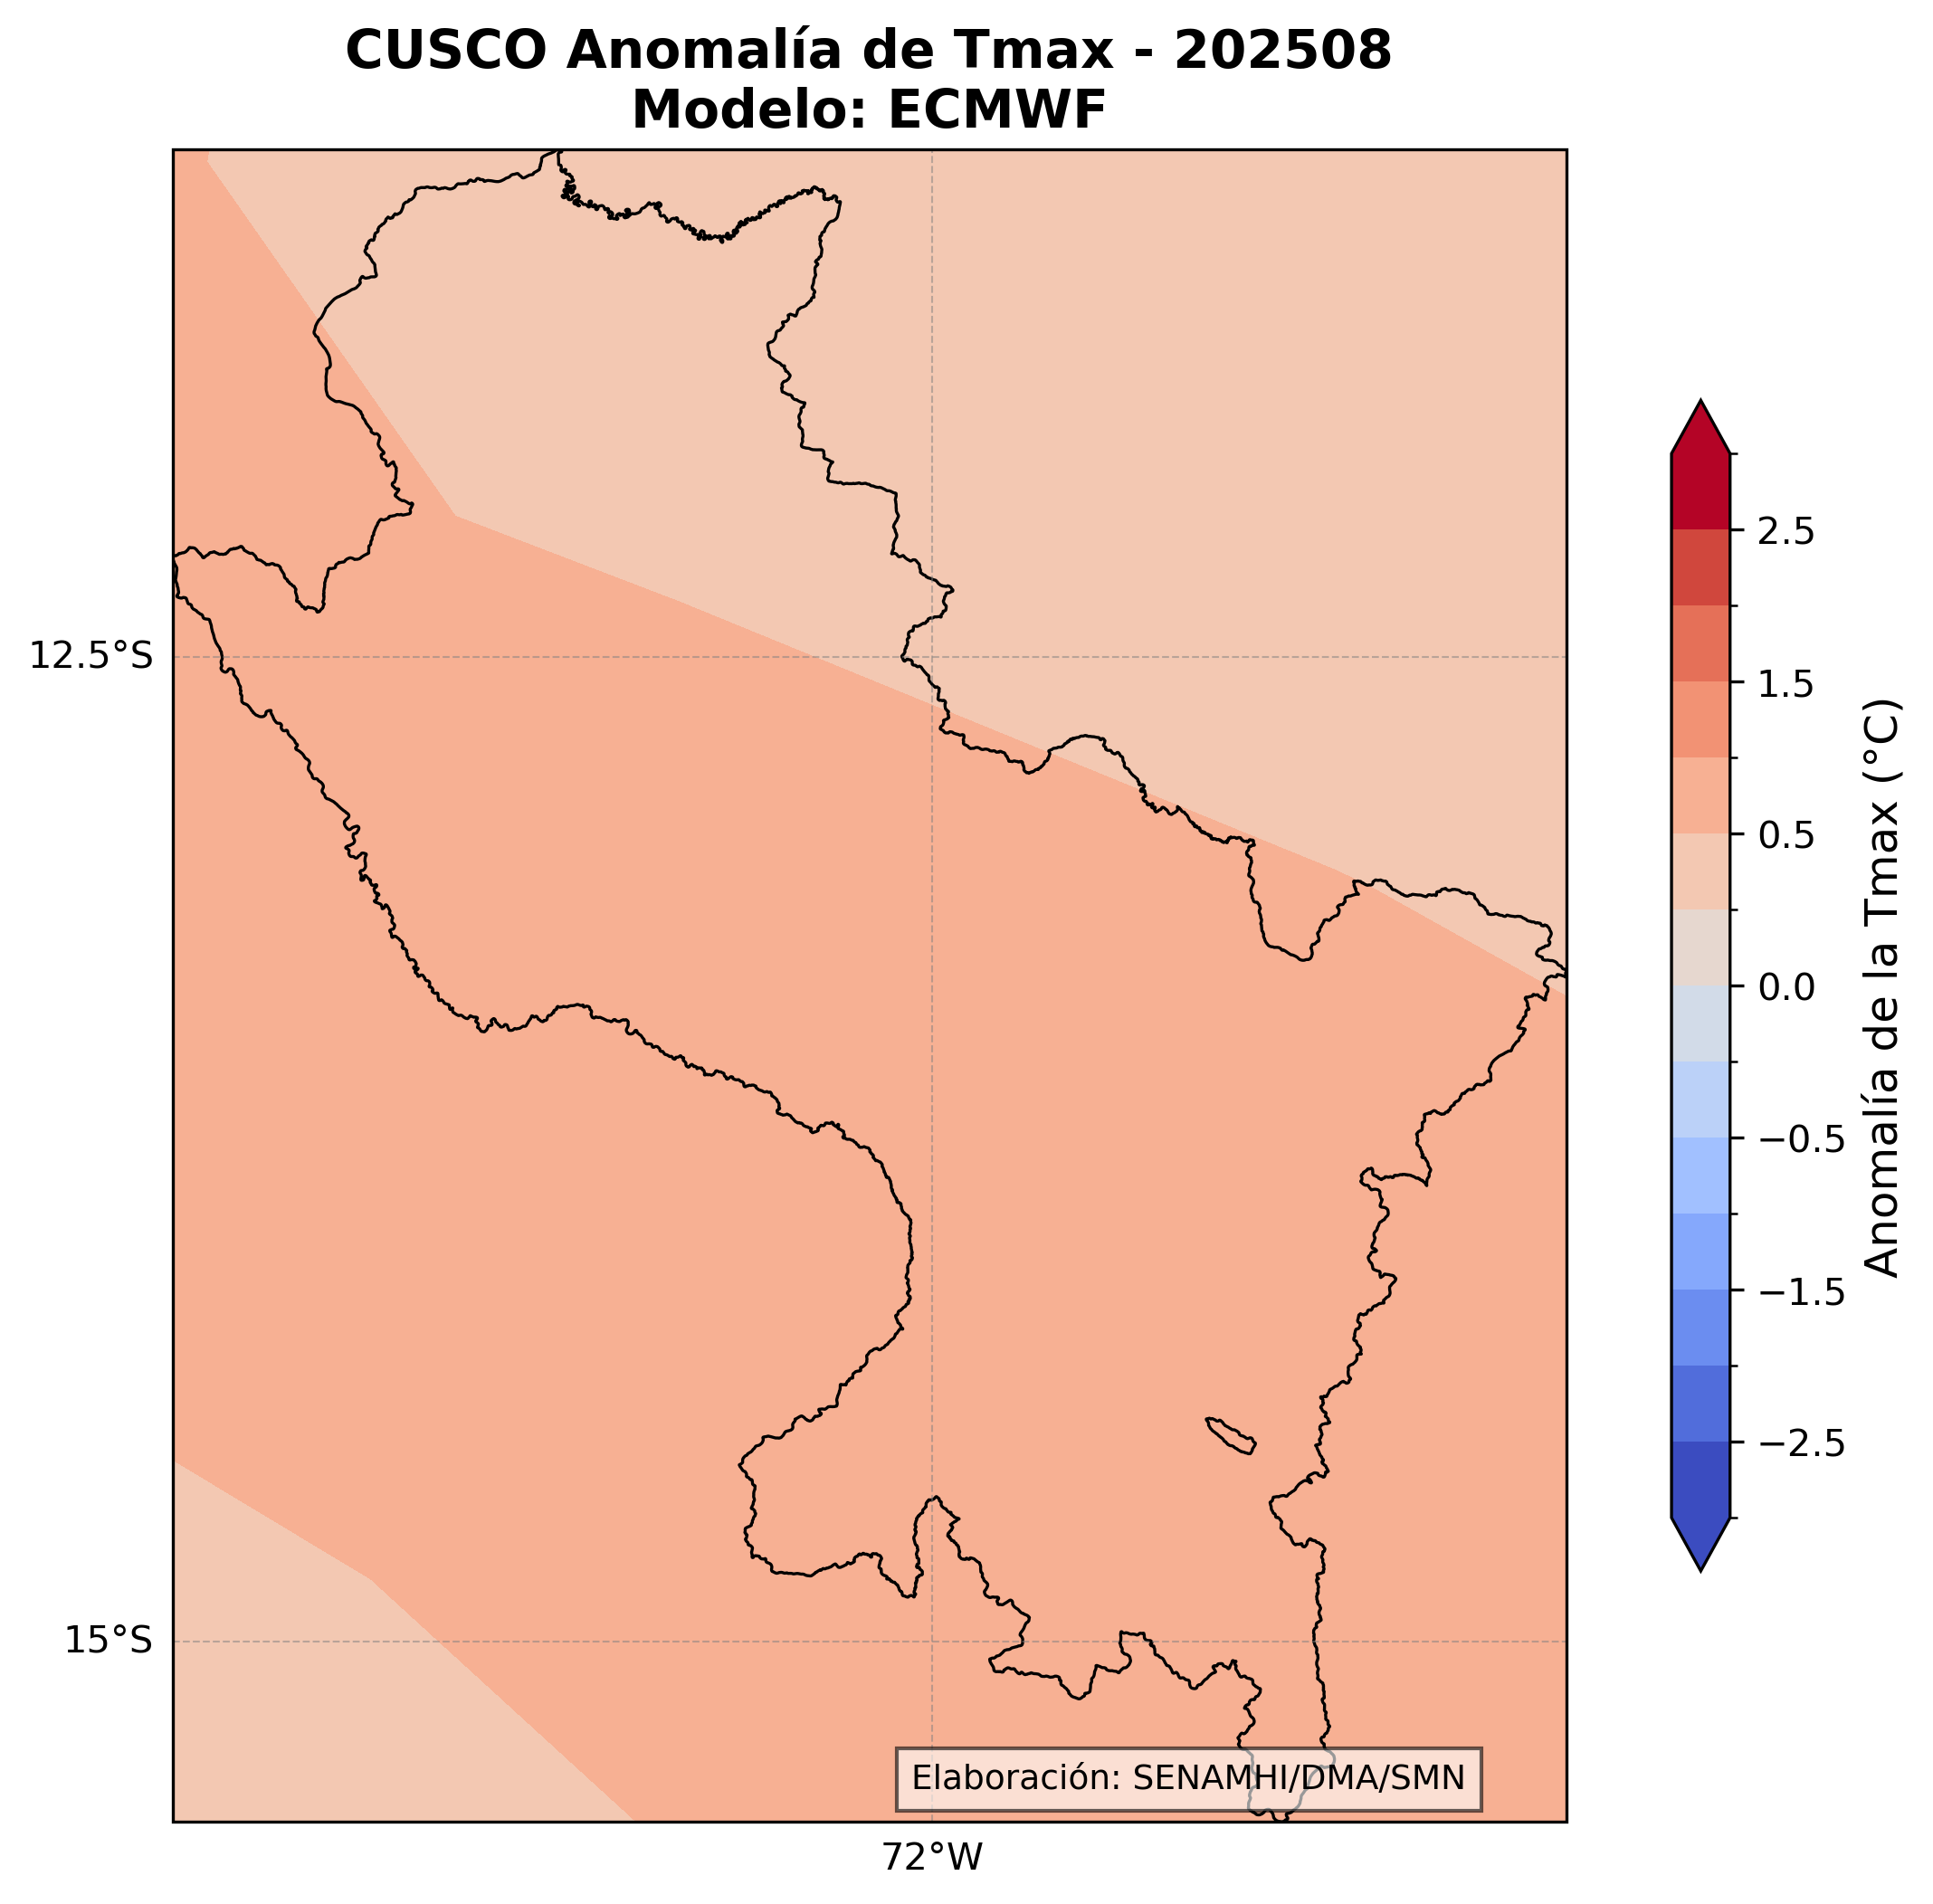 CUSCO Anomalía de Tmax - 202508
Modelo: ECMWF
12.5°S
15°S
72°W
Elaboración: SENAMHI/DMA/SMN
2.5
1.5
0.5
0.0
−0.5
−1.5
−2.5
Anomalía de la Tmax (°C)